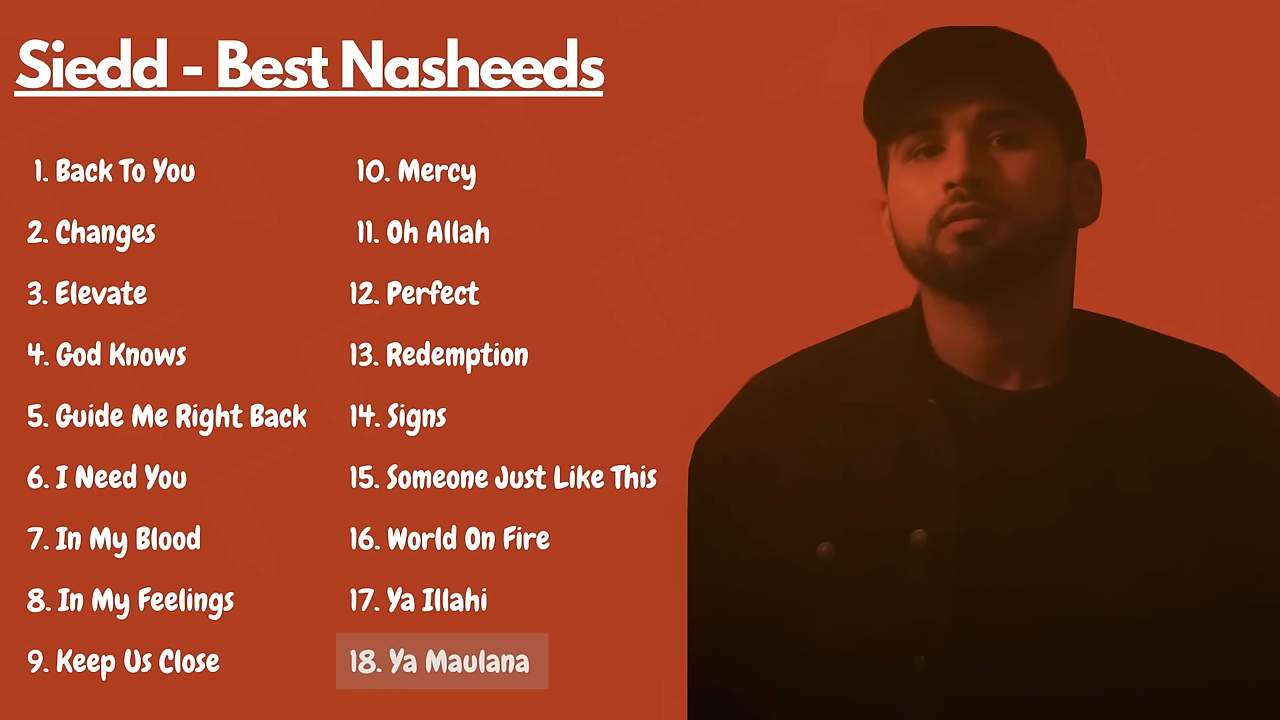 Siedd - Best Nasheeds
1. Back To You
2. Changes
3. Elevate
4. God Knows
5. Guide Me Right Back
6. I Need You
7. In My Blood
8. In My Feelings
9. Keep Us Close
10. Mercy
11. Oh Allah
12. Perfect
13. Redemption
14. Signs
15. Someone Just Like This
16. World On Fire
17. Ya Illahi
18. Ya Maulana